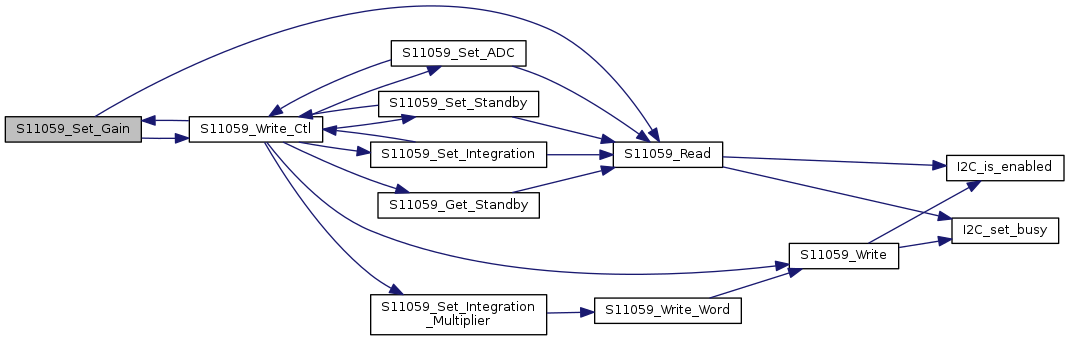 S11059_Set_Gain
S11059_Write_Ctl
S11059_Set_ADC
S11059_Set_Standby
S11059_Set_Integration
S11059_Get_Standby
S11059_Set_Integration
_Multiplier
S11059_Read
S11059_Write_Word
S11059_Write
I2C_is_enabled
I2C_set_busy